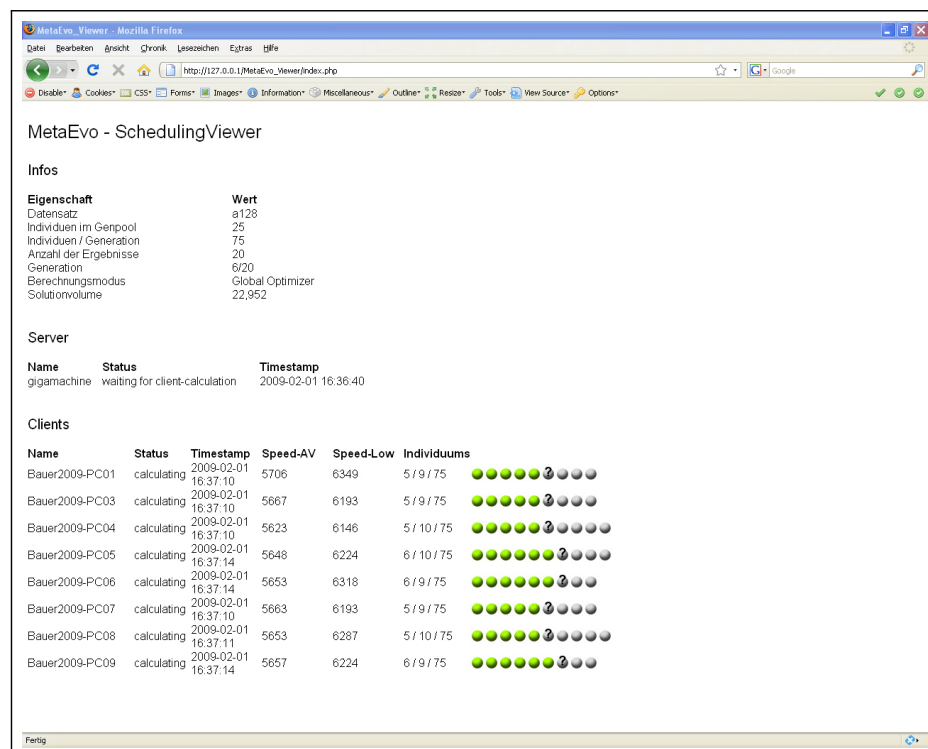 MetaEvo_Viewer - Mozilla Firefox
Datei Bearbeiten Ansicht Chronik Lesezeichen Extras Hilfe
http://127.0.0.1/MetaEvo_Viewer/index.php
Google
Disable Cookies CSS Forms Images Information Miscellaneous Outline Resize Tools View Source Options
MetaEvo - SchedulingViewer
Infos
Eigenschaft Wert
Datensatz a128
Individuen im Genpool 25
Individuen / Generation 75
Anzahl der Ergebnisse 20
Generation 6/20
Berechnungsmodus Global Optimizer
Solutionvolume 22,952
Server
Name Status Timestamp
gigamachine waiting for client-calculation 2009-02-01 16:36:40
Clients
Name Status Timestamp Speed-AV Speed-Low Individuums
Bauer2009-PC01 calculating 2009-02-01 16:37:10 5706 6349 5 / 9 / 75 ?
Bauer2009-PC03 calculating 2009-02-01 16:37:10 5667 6193 5 / 9 / 75 ?
Bauer2009-PC04 calculating 2009-02-01 16:37:10 5623 6146 5 / 10 / 75 ?
Bauer2009-PC05 calculating 2009-02-01 16:37:14 5648 6224 6 / 10 / 75 ?
Bauer2009-PC06 calculating 2009-02-01 16:37:14 5653 6318 6 / 9 / 75 ?
Bauer2009-PC07 calculating 2009-02-01 16:37:10 5663 6193 5 / 9 / 75 ?
Bauer2009-PC08 calculating 2009-02-01 16:37:11 5653 6287 5 / 10 / 75 ?
Bauer2009-PC09 calculating 2009-02-01 16:37:14 5657 6224 6 / 9 / 75 ?
Fertig